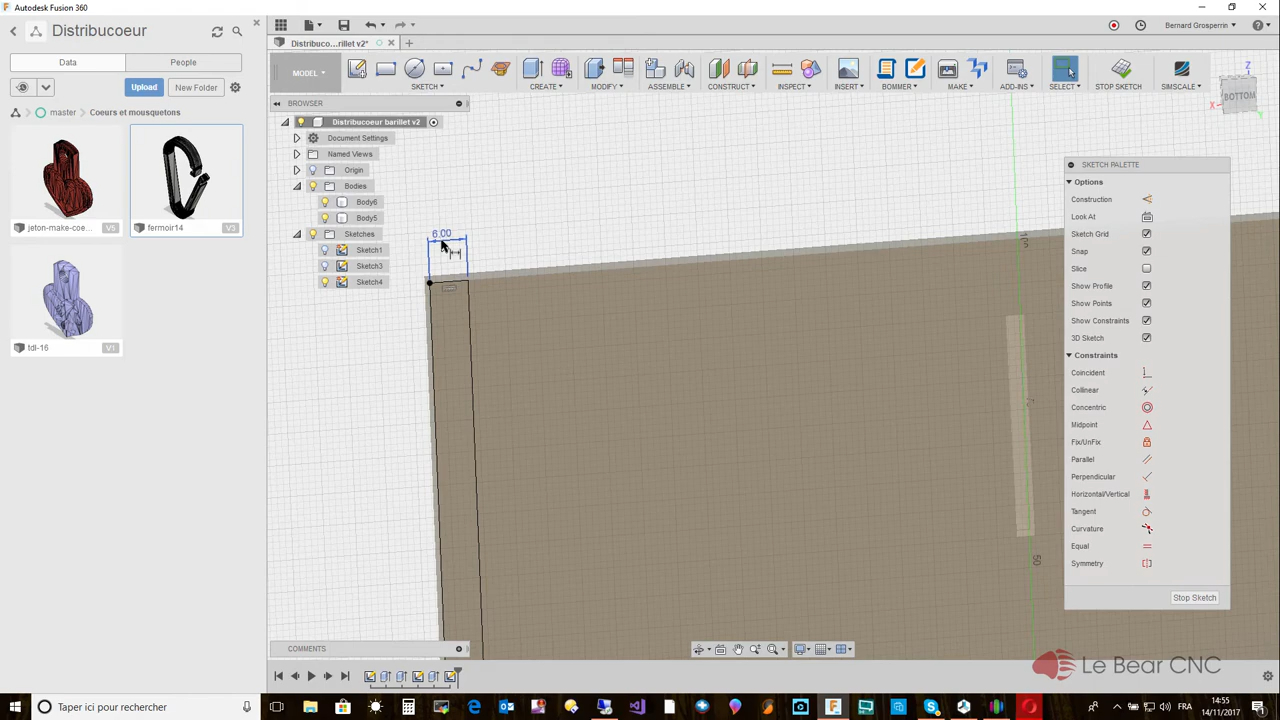 Autodesk Fusion 360
Distribucoeur
Data
People
Upload
New Folder
master
Coeurs et mousquetons
jeton-make-coe...
V5
fermoir14
V3
tdl-16
V1
Bernard Grosperrin
Distribuco...rillet v2*
MODEL
SKETCH
CREATE
MODIFY
ASSEMBLE
CONSTRUCT
INSPECT
INSERT
BOMMER
MAKE
ADD-INS
SELECT
STOP SKETCH
SIMSCALE
Z
BOTTOM
X
Y
BROWSER
Distribucoeur barillet v2
Document Settings
Named Views
Origin
Bodies
Body6
Body5
Sketches
Sketch1
Sketch3
Sketch4
6.00
50
SKETCH PALETTE
Options
Construction
Look At
Sketch Grid
Snap
Slice
Show Profile
Show Points
Show Constraints
3D Sketch
Constraints
Coincident
Collinear
Concentric
Midpoint
Fix/UnFix
Parallel
Perpendicular
Horizontal/Vertical
Tangent
Curvature
Equal
Symmetry
Stop Sketch
COMMENTS
Le Bear CNC
Taper ici pour rechercher
FRA
14:55
14/11/2017